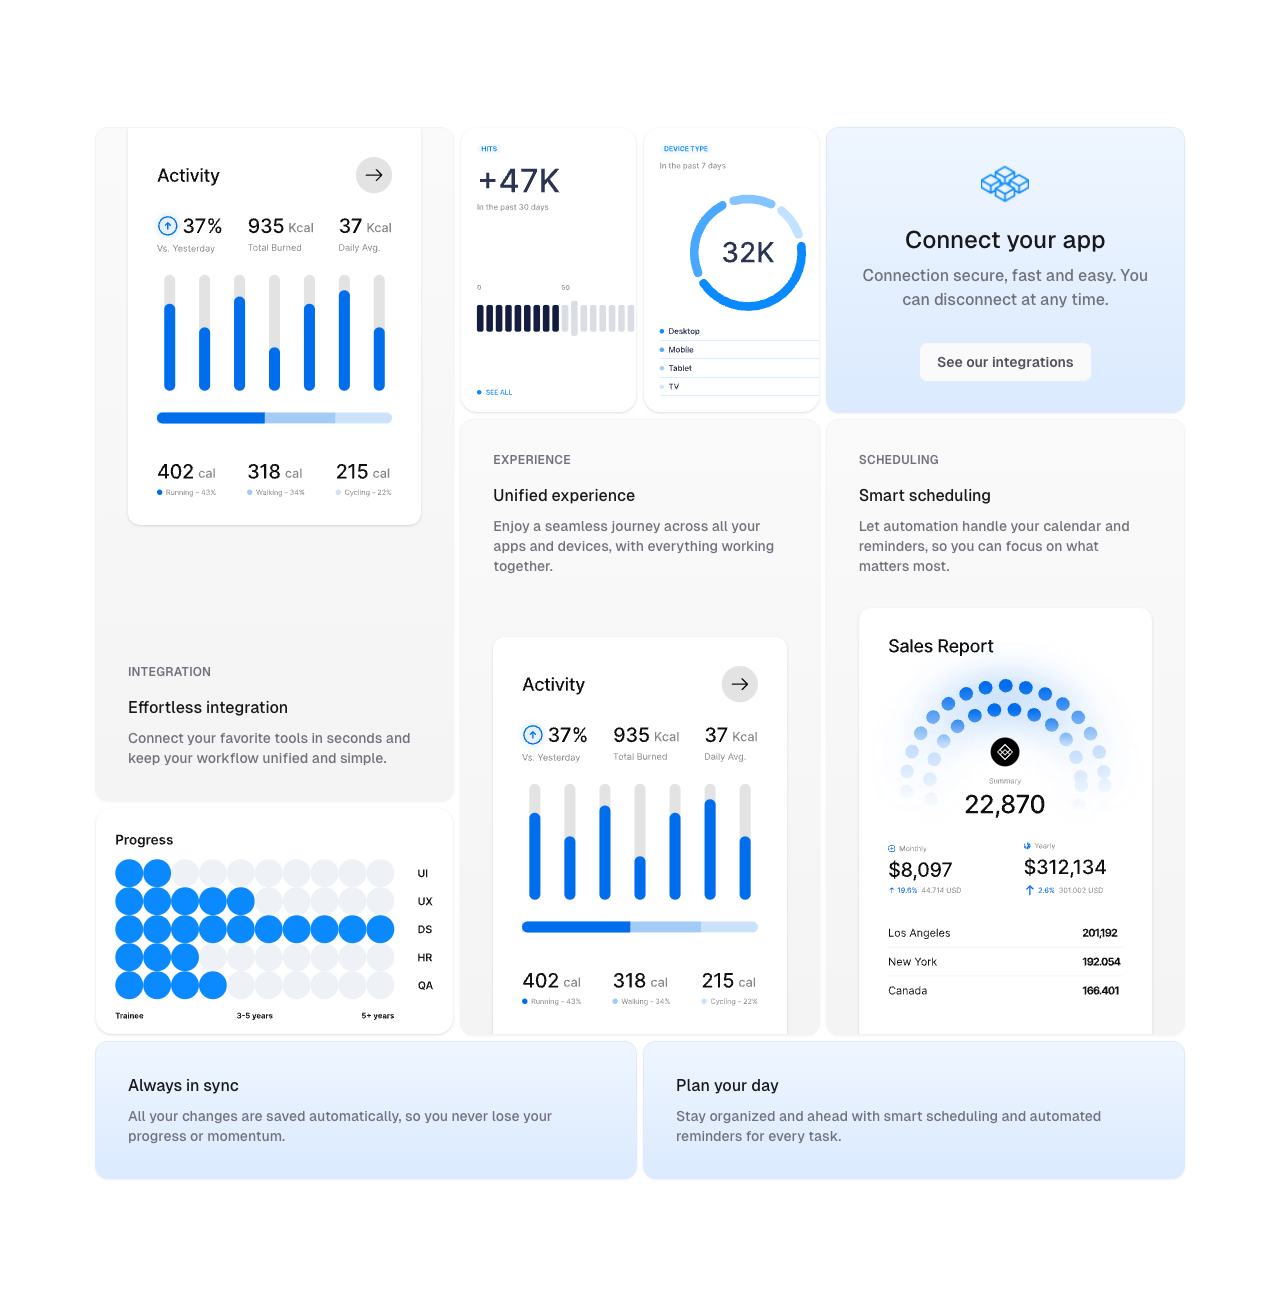 Activity
37%
Vs. Yesterday
935 Kcal
Total Burned
37 Kcal
Daily Avg.
402 cal
Running - 43%
318 cal
Walking - 34%
215 cal
Cycling - 22%
INTEGRATION
Effortless integration
Connect your favorite tools in seconds and
keep your workflow unified and simple.
HITS
+47K
In the past 30 days
0
50
SEE ALL
DEVICE TYPE
In the past 7 days
32K
Desktop
Mobile
Tablet
TV
Connect your app
Connection secure, fast and easy. You
can disconnect at any time.
See our integrations
EXPERIENCE
Unified experience
Enjoy a seamless journey across all your
apps and devices, with everything working
together.
Activity
37%
Vs. Yesterday
935 Kcal
Total Burned
37 Kcal
Daily Avg.
402 cal
Running - 43%
318 cal
Walking - 34%
215 cal
Cycling - 22%
SCHEDULING
Smart scheduling
Let automation handle your calendar and
reminders, so you can focus on what
matters most.
Sales Report
Summary
22,870
Monthly
$8,097
19.6% 44.714 USD
Yearly
$312,134
2.6% 301.002 USD
Los Angeles 201,192
New York 192.054
Canada 166.401
Progress
UI
UX
DS
HR
QA
Trainee
3-5 years
5+ years
Always in sync
All your changes are saved automatically, so you never lose your
progress or momentum.
Plan your day
Stay organized and ahead with smart scheduling and automated
reminders for every task.